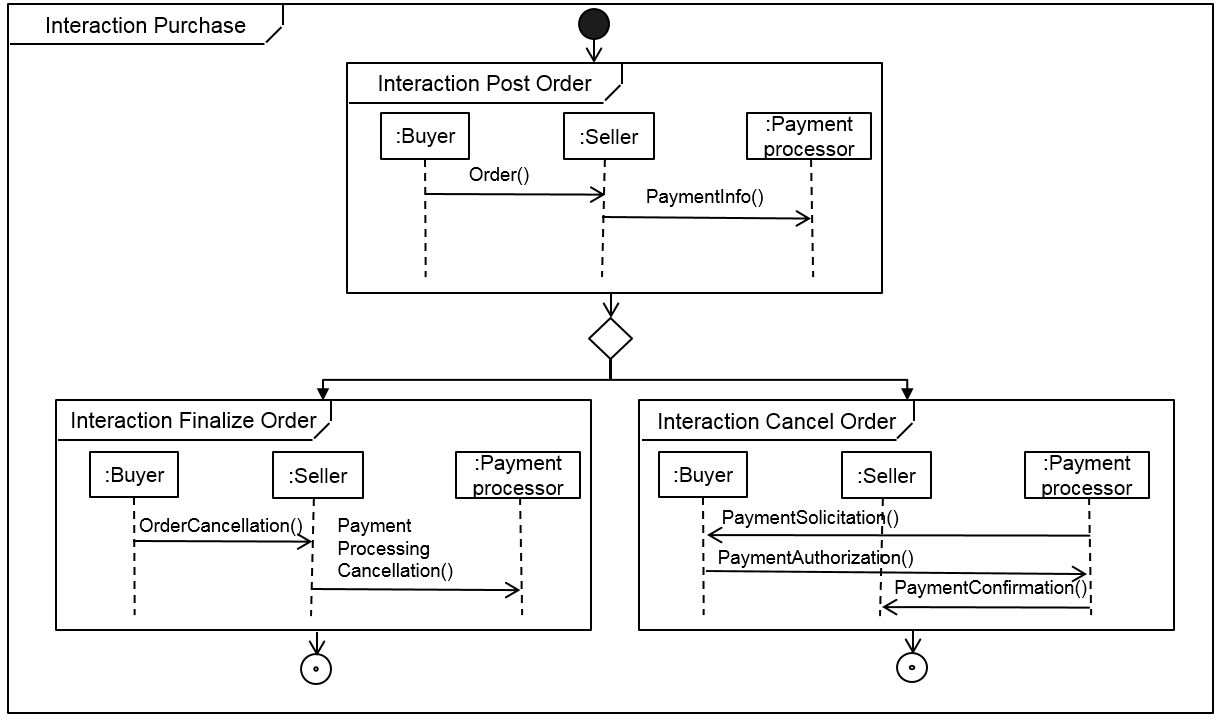 Interaction Purchase
Interaction Post Order
:Buyer
:Seller
:Payment
processor
Order()
PaymentInfo()
Interaction Finalize Order
:Buyer
:Seller
:Payment
processor
OrderCancellation()
Payment
Processing
Cancellation()
Interaction Cancel Order
:Buyer
:Seller
:Payment
processor
PaymentSolicitation()
PaymentAuthorization()
PaymentConfirmation()